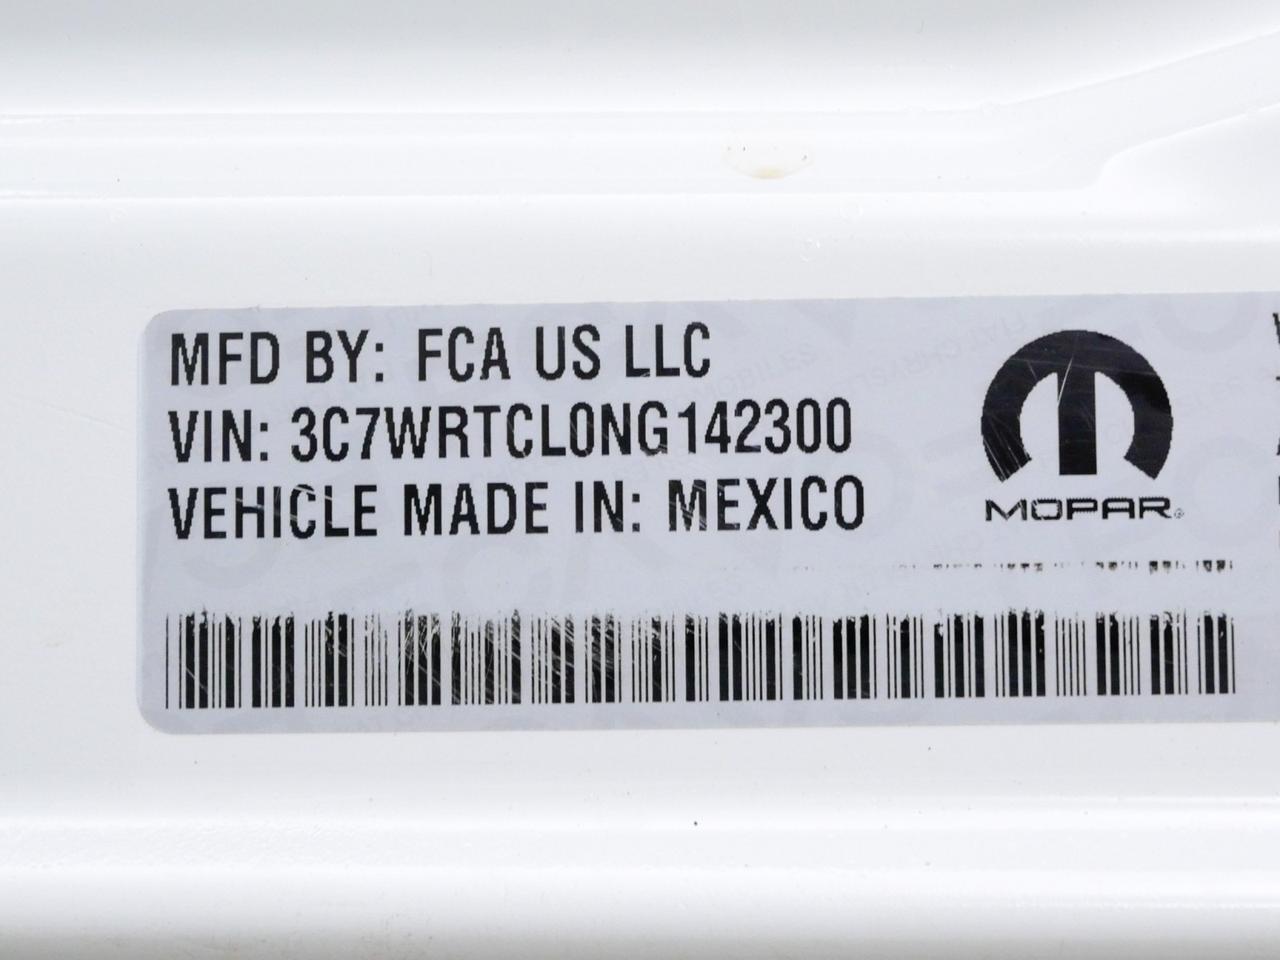 MFD BY: FCA US LLC
VIN: 3C7WRTCL0NG142300
VEHICLE MADE IN: MEXICO
MOPAR®